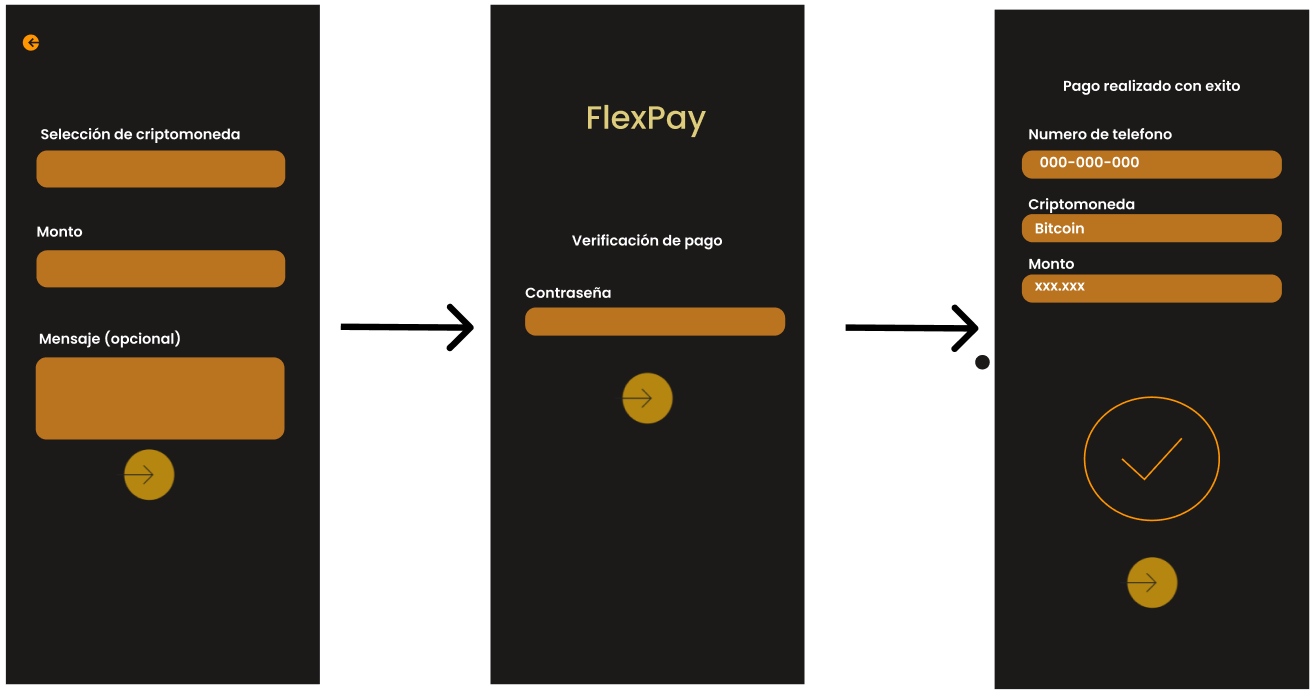 Selección de criptomoneda
Monto
Mensaje (opcional)
FlexPay
Verificación de pago
Contraseña
Pago realizado con exito
Numero de telefono
000-000-000
Criptomoneda
Bitcoin
Monto
xxx.xxx